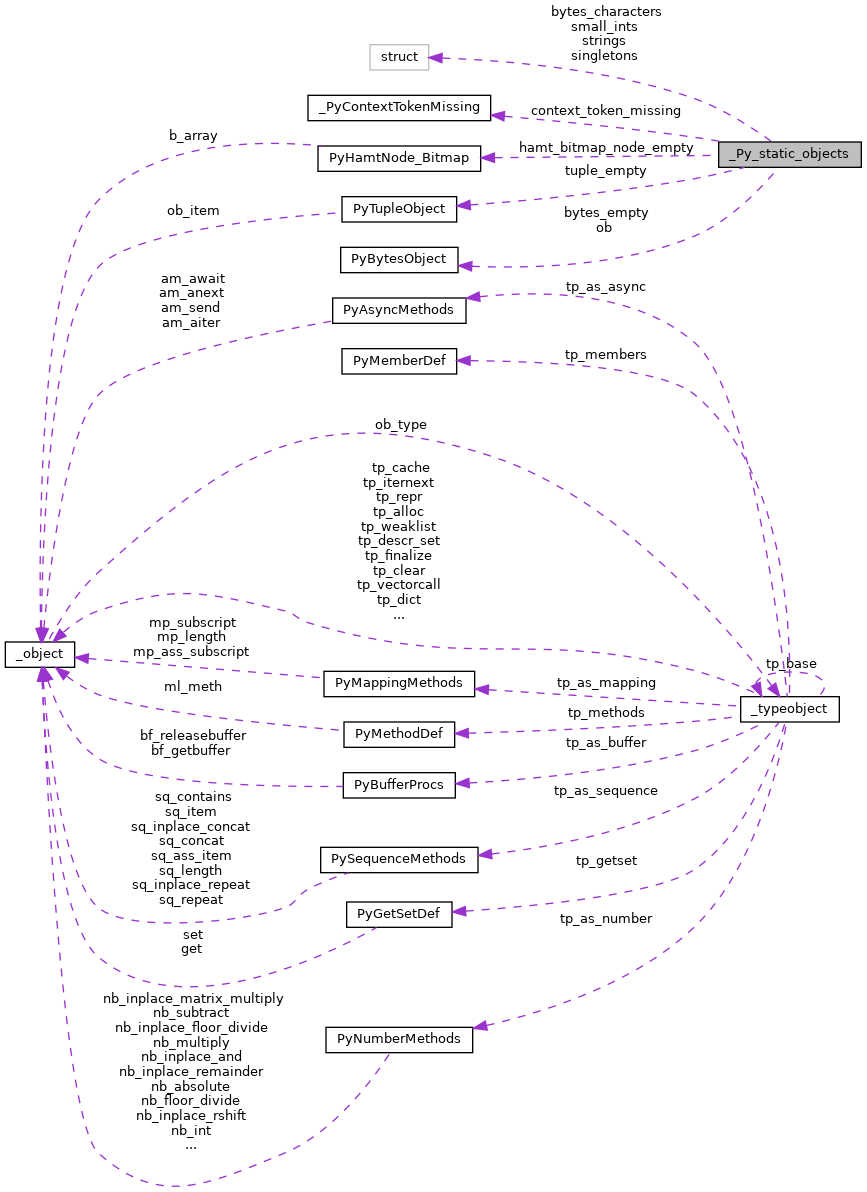 bytes_characters
small_ints
strings
singletons
struct
_PyContextTokenMissing
context_token_missing
b_array
hamt_bitmap_node_empty
_Py_static_objects
PyHamtNode_Bitmap
tuple_empty
ob_item
PyTupleObject
bytes_empty
ob
PyBytesObject
am_await
am_anext
am_send
am_aiter
tp_as_async
PyAsyncMethods
tp_members
PyMemberDef
ob_type
tp_cache
tp_iternext
tp_repr
tp_alloc
tp_weaklist
tp_descr_set
tp_finalize
tp_clear
tp_vectorcall
tp_dict
...
mp_subscript
mp_length
mp_ass_subscript
_object
tp_base
PyMappingMethods
tp_as_mapping
ml_meth
_typeobject
tp_methods
PyMethodDef
bf_releasebuffer
bf_getbuffer
tp_as_buffer
PyBufferProcs
sq_contains
sq_item
sq_inplace_concat
sq_concat
sq_ass_item
sq_length
sq_inplace_repeat
sq_repeat
tp_as_sequence
PySequenceMethods
tp_getset
PyGetSetDef
set
get
tp_as_number
nb_inplace_matrix_multiply
nb_subtract
nb_inplace_floor_divide
nb_multiply
nb_inplace_and
nb_inplace_remainder
nb_absolute
nb_floor_divide
nb_inplace_rshift
nb_int
...
PyNumberMethods